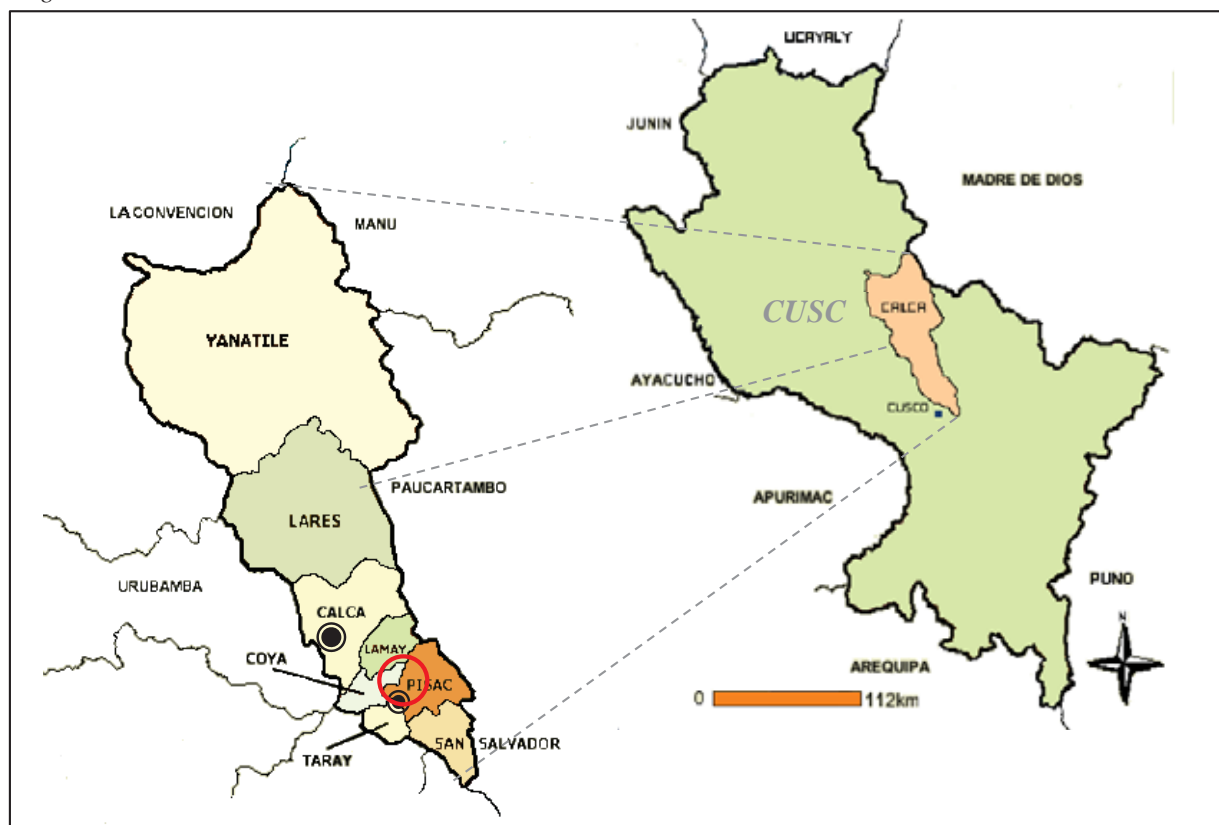 UCAYALY
JUNIN
MADRE DE DIOS
LA CONVENCION
MANU
CALCA
CUSC
YANATILE
AYACUCHO
CUSCO
PAUCARTAMBO
APURIMAC
LARES
URUBAMBA
PUNO
CALCA
N
LAMAY
COYA
AREQUIPA
PISAC
0 112km
SAN SALVADOR
TARAY